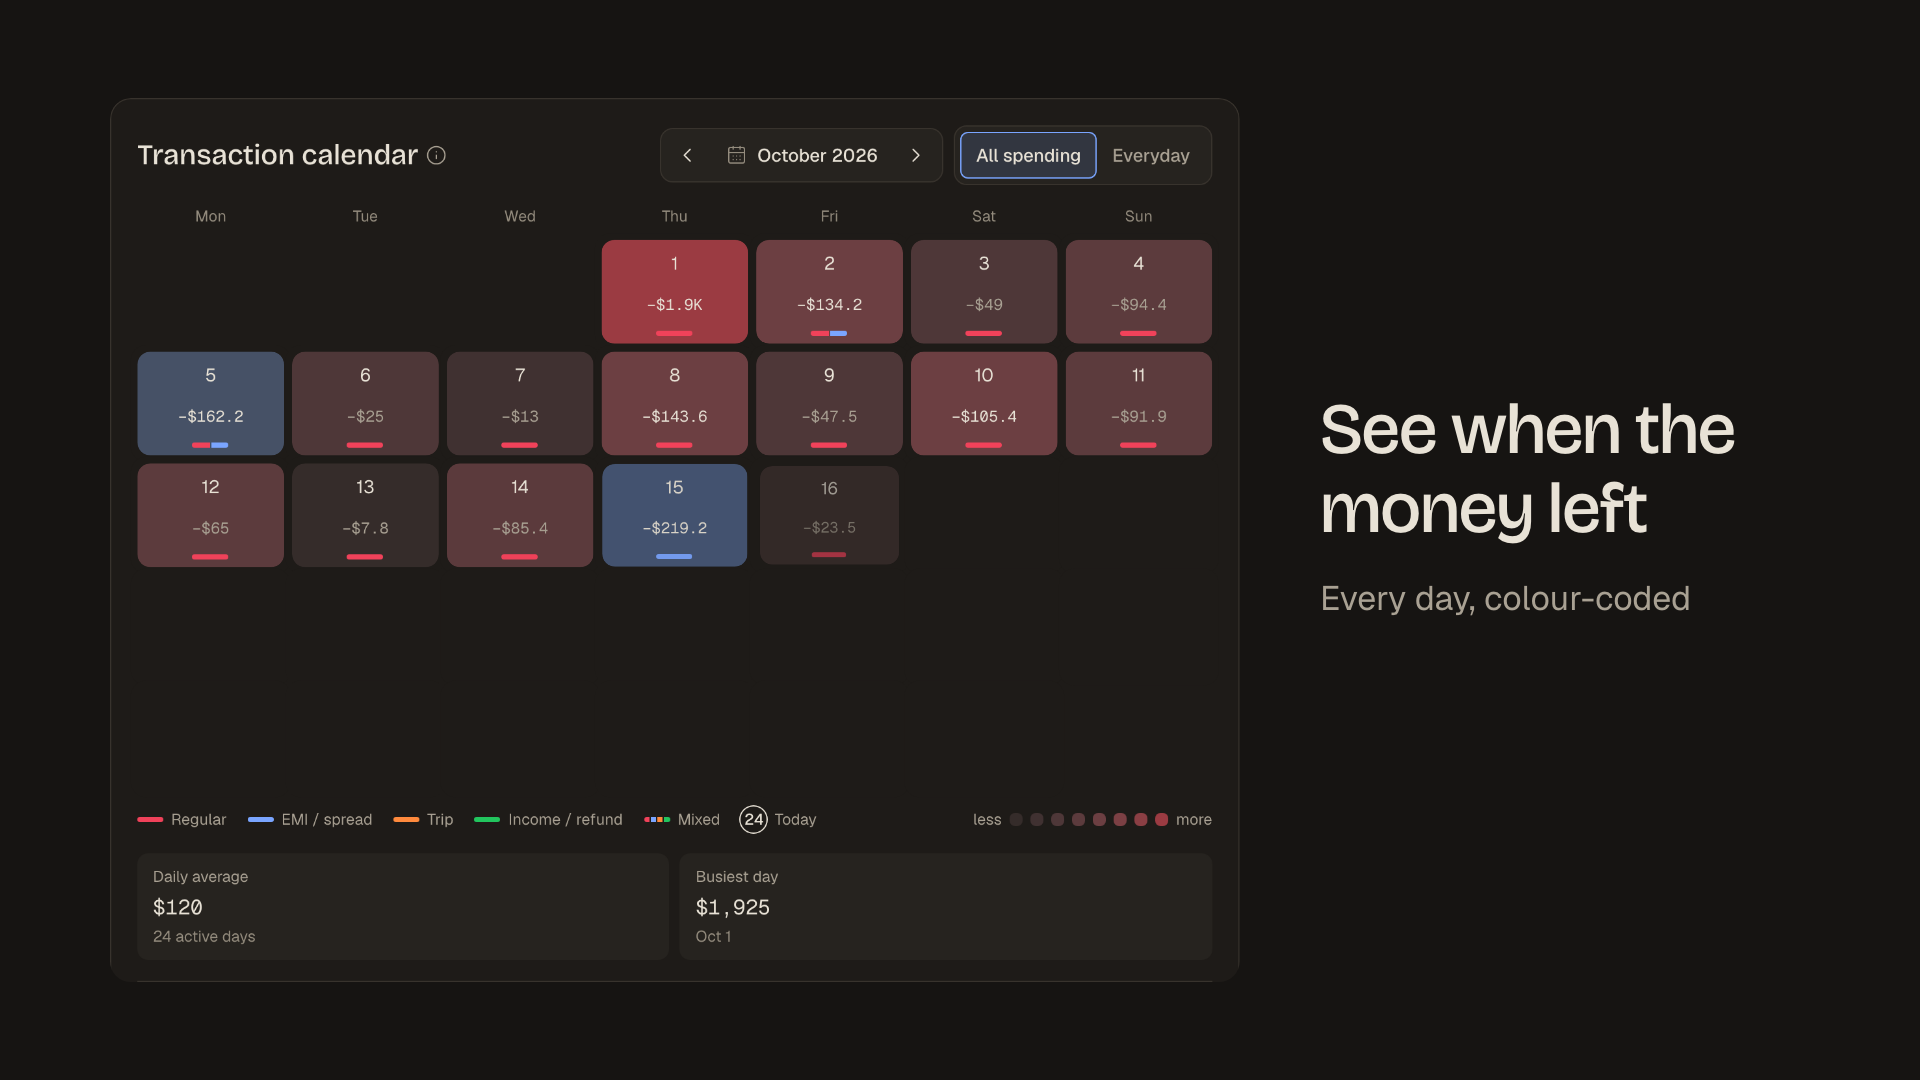 Transaction calendar
October 2026
All spending
Everyday
Mon Tue Wed Thu Fri Sat Sun
1 2 3 4
-$1.9K -$134.2 -$49 -$94.4
5 6 7 8 9 10 11
-$162.2 -$25 -$13 -$143.6 -$47.5 -$105.4 -$91.9
12 13 14 15 16
-$65 -$7.8 -$85.4 -$219.2 -$23.5
Regular EMI / spread Trip Income / refund Mixed 24 Today less more
Daily average
$120
24 active days
Busiest day
$1,925
Oct 1
See when the
money left
Every day, colour-coded